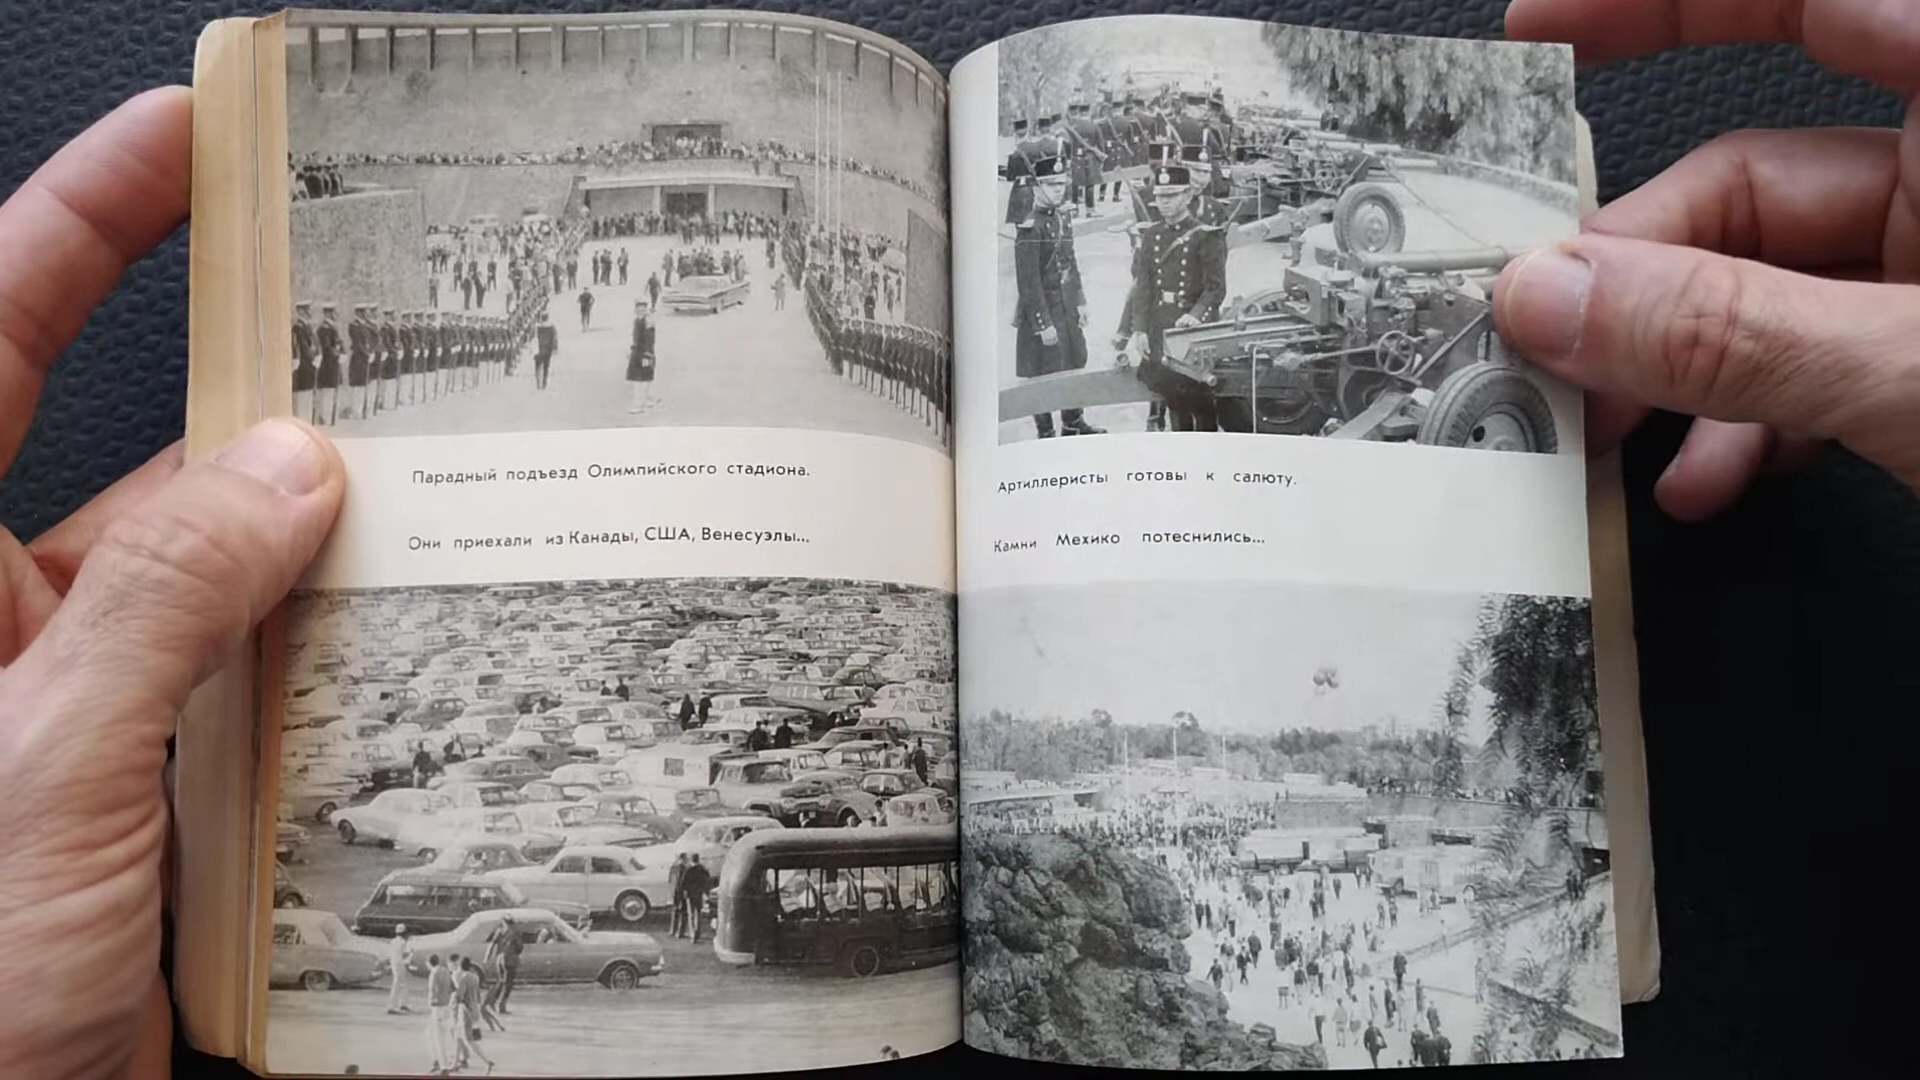 Парадный подъезд Олимпийского стадиона.
Они приехали из Канады, США, Венесуэлы...
Артиллеристы готовы к салюту.
Камни Мехико потеснились...